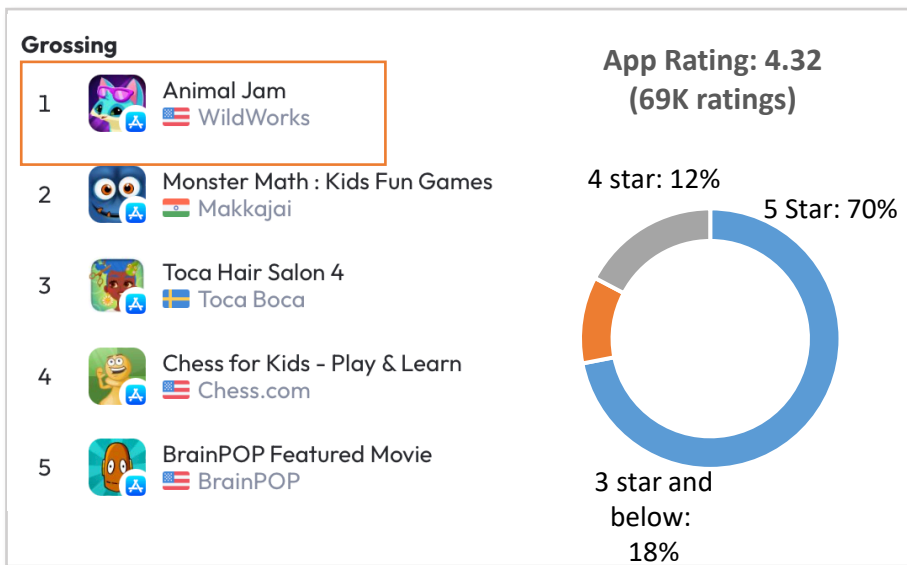 Grossing
1
Animal Jam
WildWorks
2
Monster Math : Kids Fun Games
Makkajai
3
Toca Hair Salon 4
Toca Boca
4
Chess for Kids - Play & Learn
Chess.com
5
BrainPOP Featured Movie
BrainPOP
App Rating: 4.32
(69K ratings)
4 star: 12%
5 Star: 70%
3 star and
below:
18%